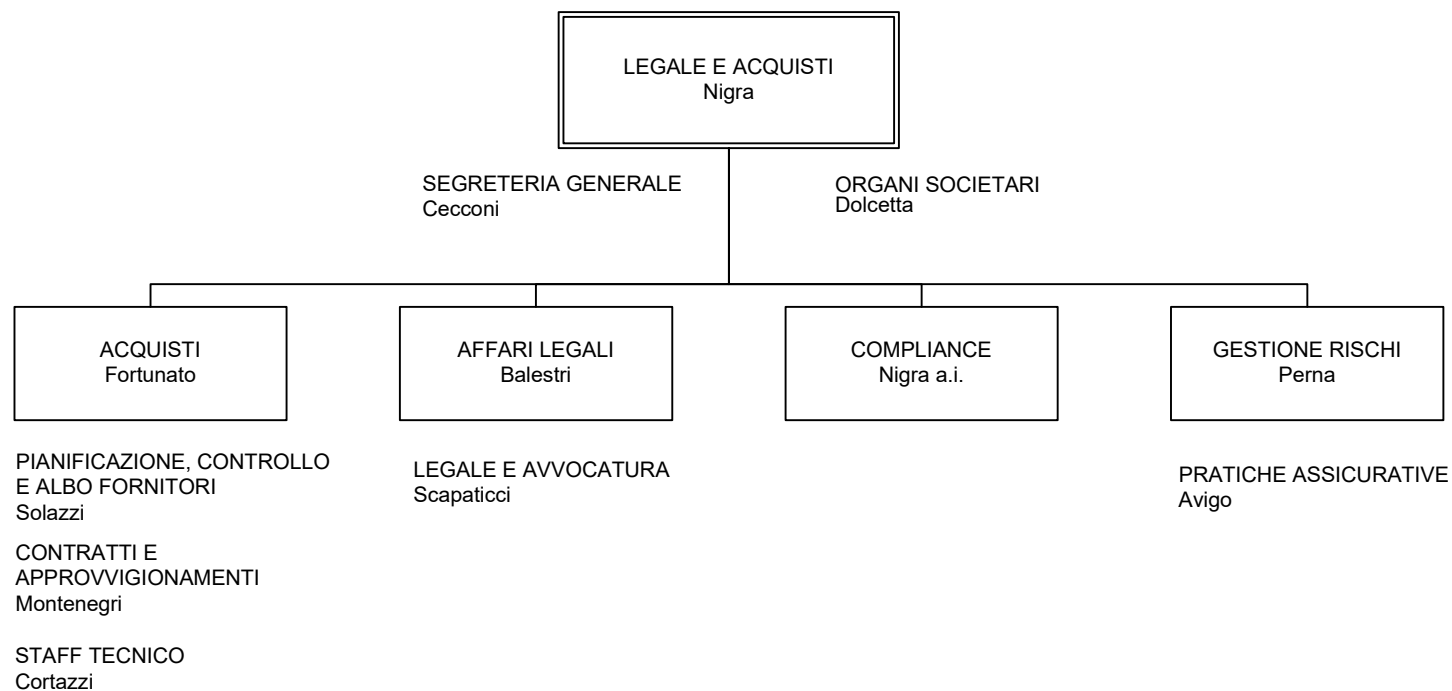 LEGALE E ACQUISTI
Nigra
SEGRETERIA GENERALE
Cecconi
ORGANI SOCIETARI
Dolcetta
ACQUISTI
Fortunato
AFFARI LEGALI
Balestri
COMPLIANCE
Nigra a.i.
GESTIONE RISCHI
Perna
PIANIFICAZIONE, CONTROLLO
E ALBO FORNITORI
Solazzi
CONTRATTI E
APPROVVIGIONAMENTI
Montenegri
STAFF TECNICO
Cortazzi
LEGALE E AVVOCATURA
Scapaticci
PRATICHE ASSICURATIVE
Avigo